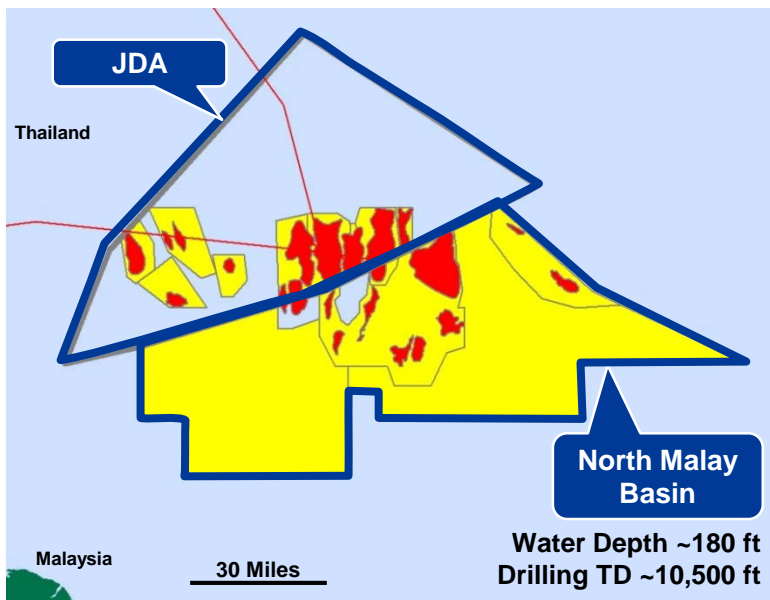 JDA
Thailand
North Malay
Basin
Water Depth ~180 ft
Drilling TD ~10,500 ft
Malaysia
30 Miles